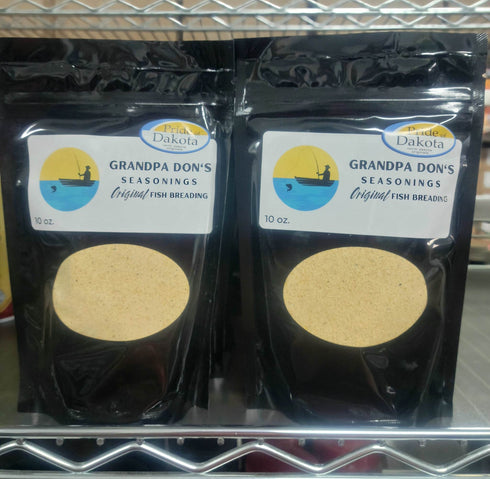 Pride of
Dakota
GRANDPA DON'S
SEASONINGS
Original FISH BREADING
10 oz.
Pride of
Dakota
GRANDPA DON'S
SEASONINGS
Original FISH BREADING
10 oz.